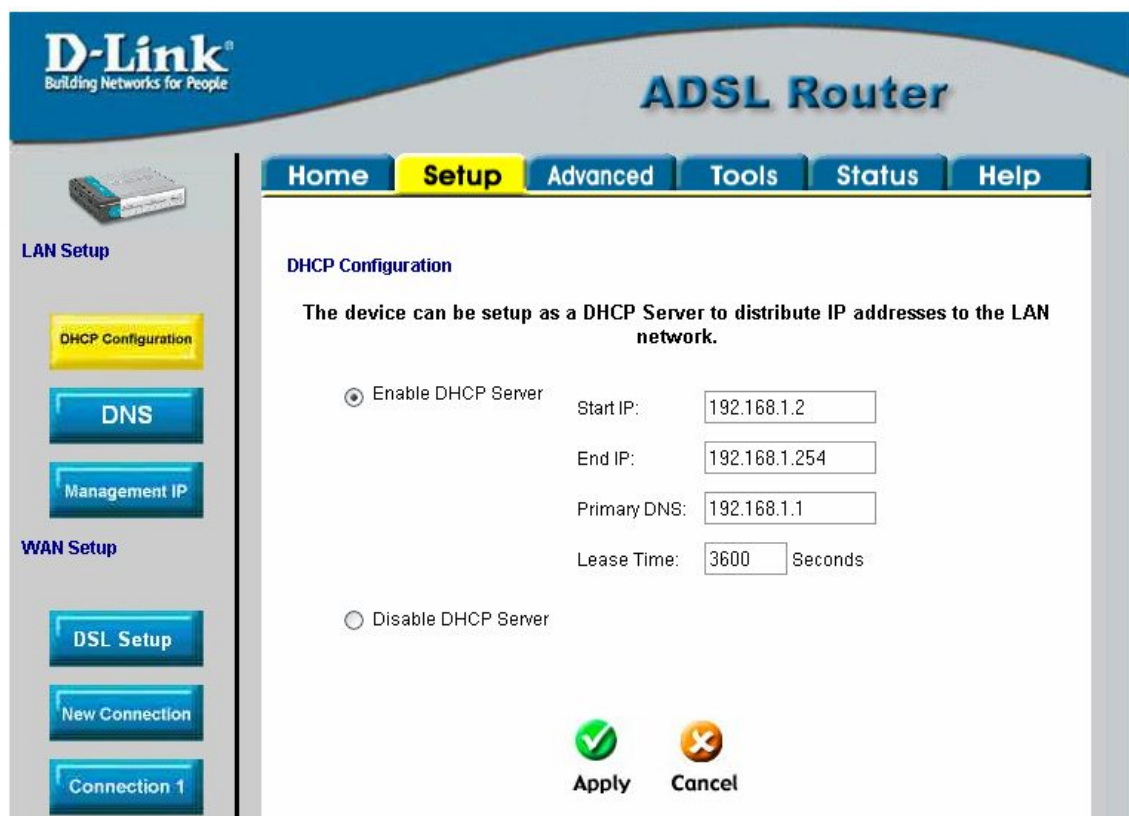 D-Link®
Building Networks for People
ADSL Router
Home Setup Advanced Tools Status Help
LAN Setup
DHCP Configuration
DNS
Management IP
WAN Setup
DSL Setup
New Connection
Connection 1
DHCP Configuration
The device can be setup as a DHCP Server to distribute IP addresses to the LAN
network.
Enable DHCP Server
Start IP: 192.168.1.2
End IP: 192.168.1.254
Primary DNS: 192.168.1.1
Lease Time: 3600 Seconds
Disable DHCP Server
Apply Cancel